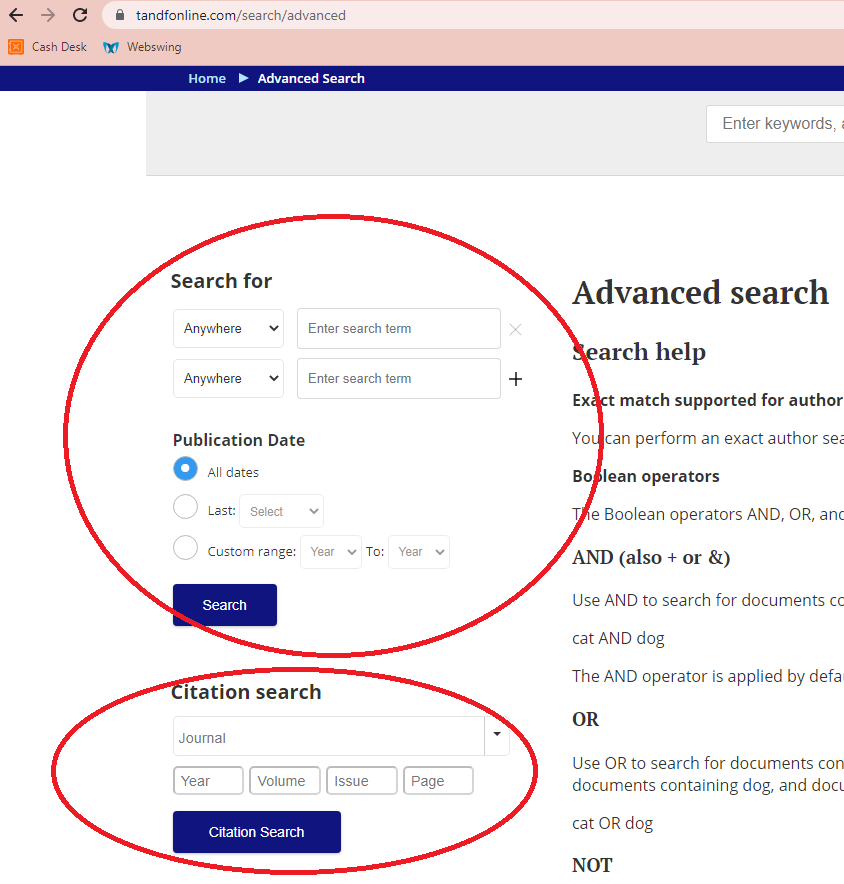 tandfonline.com/search/advanced
Cash Desk Webswing
Home ▶ Advanced Search
Enter keywords,
Search for
Anywhere Enter search term ×
Anywhere Enter search term +
Publication Date
All dates
Last: Select
Custom range: Year To: Year
Search
Citation search
Journal
Year Volume Issue Page
Citation Search
Advanced search
Search help
Exact match supported for author
You can perform an exact author
Boolean operators
The Boolean operators AND, OR, and
AND (also + or &)
Use AND to search for documents
cat AND dog
The AND operator is applied by
OR
Use OR to search for documents
documents containing dog, and
cat OR dog
NOT